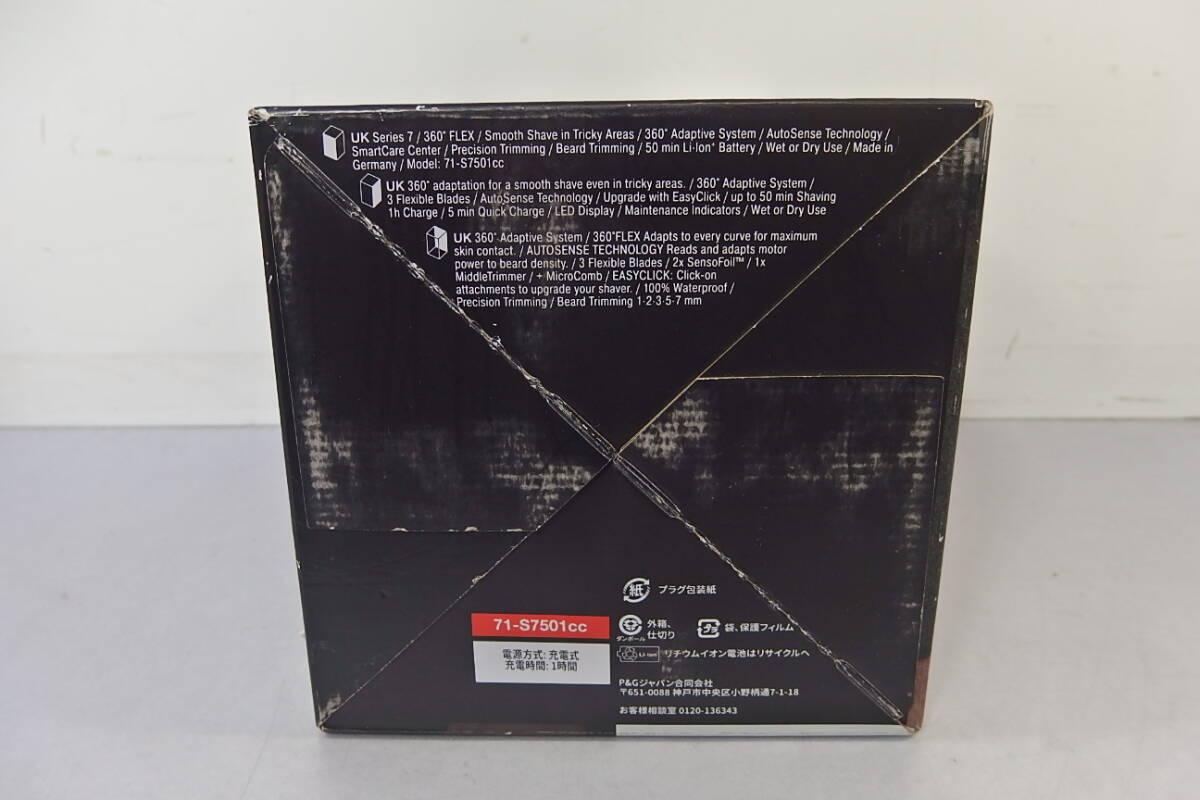 UK Series 7 / 360° FLEX / Smooth Shave in Tricky Areas / 360° Adaptive System / AutoSense Technology /
SmartCare Center / Precision Trimming / Beard Trimming / 50 min Li-Ion⁺ Battery / Wet or Dry Use / Made in
Germany / Model: 71-S7501cc
UK 360° adaptation for a smooth shave even in tricky areas. / 360° Adaptive System /
3 Flexible Blades / AutoSense Technology / Upgrade with EasyClick / up to 50 min Shaving
1h Charge / 5 min Quick Charge / LED Display / Maintenance Indicators / Wet or Dry Use
UK 360° Adaptive System / 360°FLEX Adapts to every curve for maximum
skin contact. / AUTOSENSE TECHNOLOGY Reads and adapts motor
power to beard density. / 3 Flexible Blades / 2x SensoFoil™ / 1x
MiddleTrimmer / + MicroComb / EASYCLICK: Click-on
attachments to upgrade your shaver. / 100% Waterproof /
Precision Trimming / Beard Trimming 1-2-3-5-7 mm
紙 プラグ包装紙
71-S7501cc
電源方式: 充電式
充電時間: 1時間
外箱、
仕切り
ダンボール
プラ 袋、保護フィルム
Li-ion リチウムイオン電池はリサイクルへ
P&Gジャパン合同会社
〒651-0088 神戸市中央区小野柄通7-1-18
お客様相談室 0120-136343